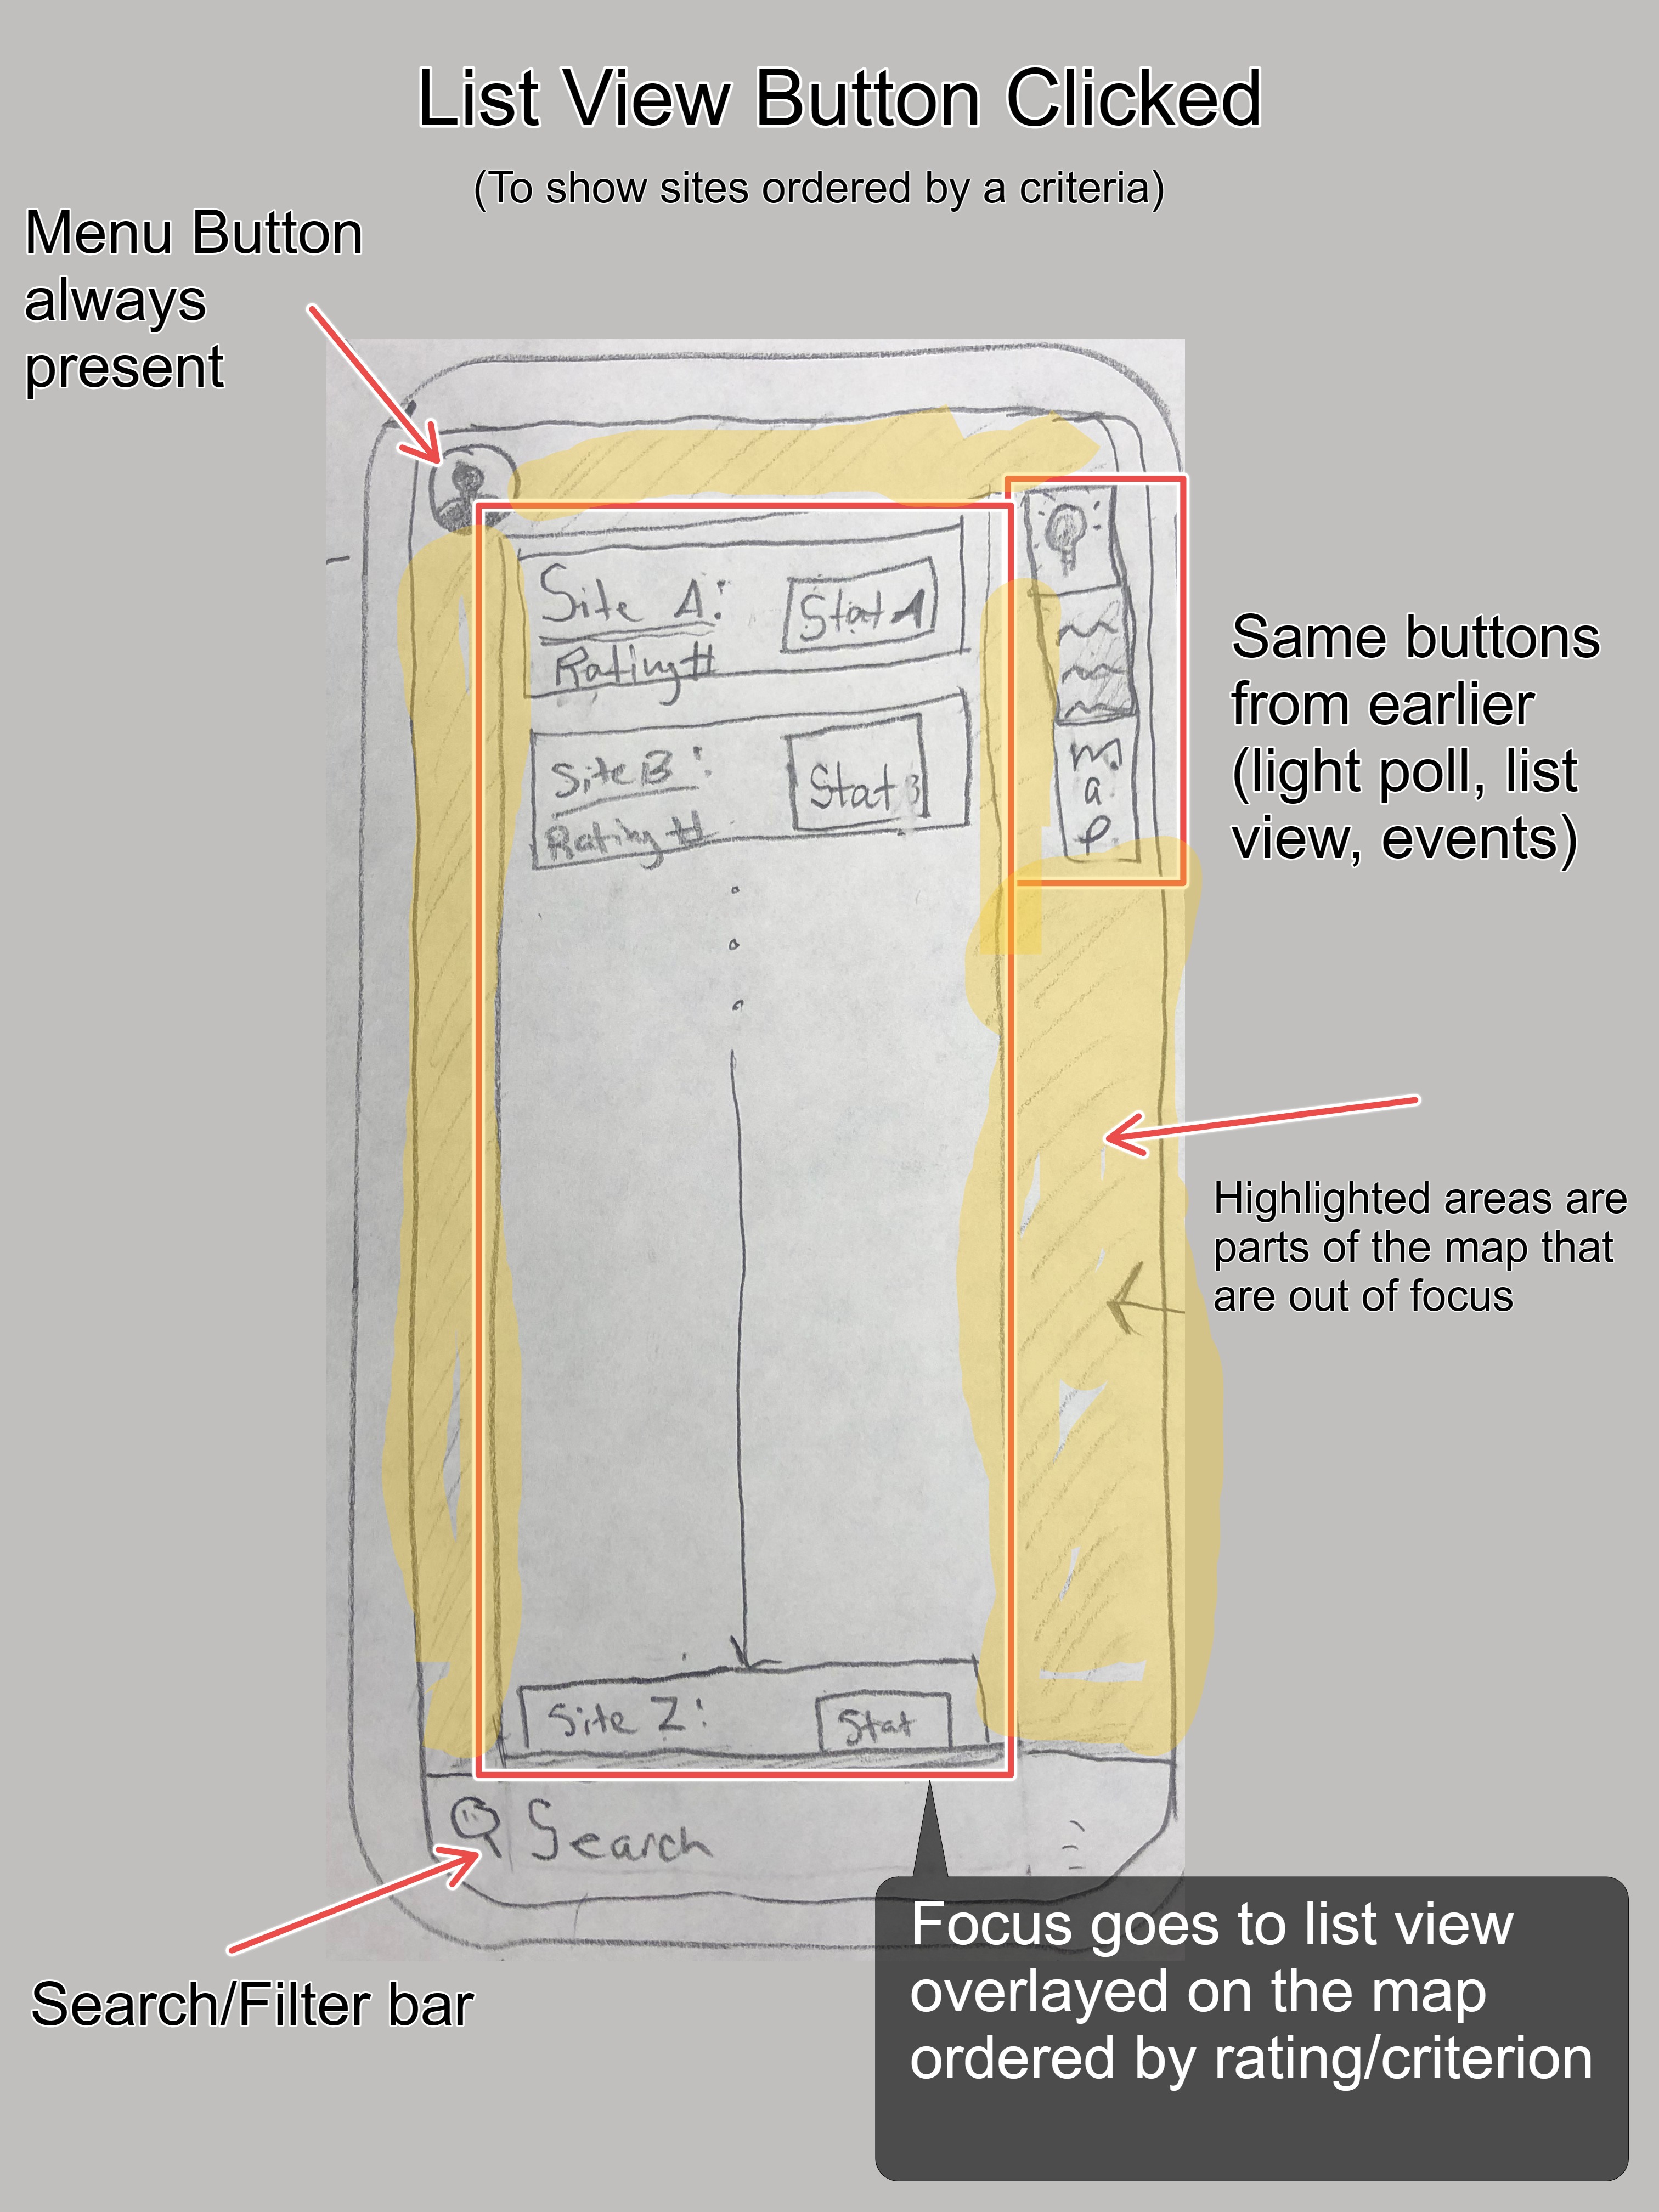 List View Button Clicked
(To show sites ordered by a criteria)
Menu Button
always
present
Site A:
Stat A
Rating #
Site B:
Stat B
Rating #
m
a
p
Same buttons
from earlier
(light poll, list
view, events)
Highlighted areas are
parts of the map that
are out of focus
Site Z:
Stat
Search
Search/Filter bar
Focus goes to list view
overlayed on the map
ordered by rating/criterion